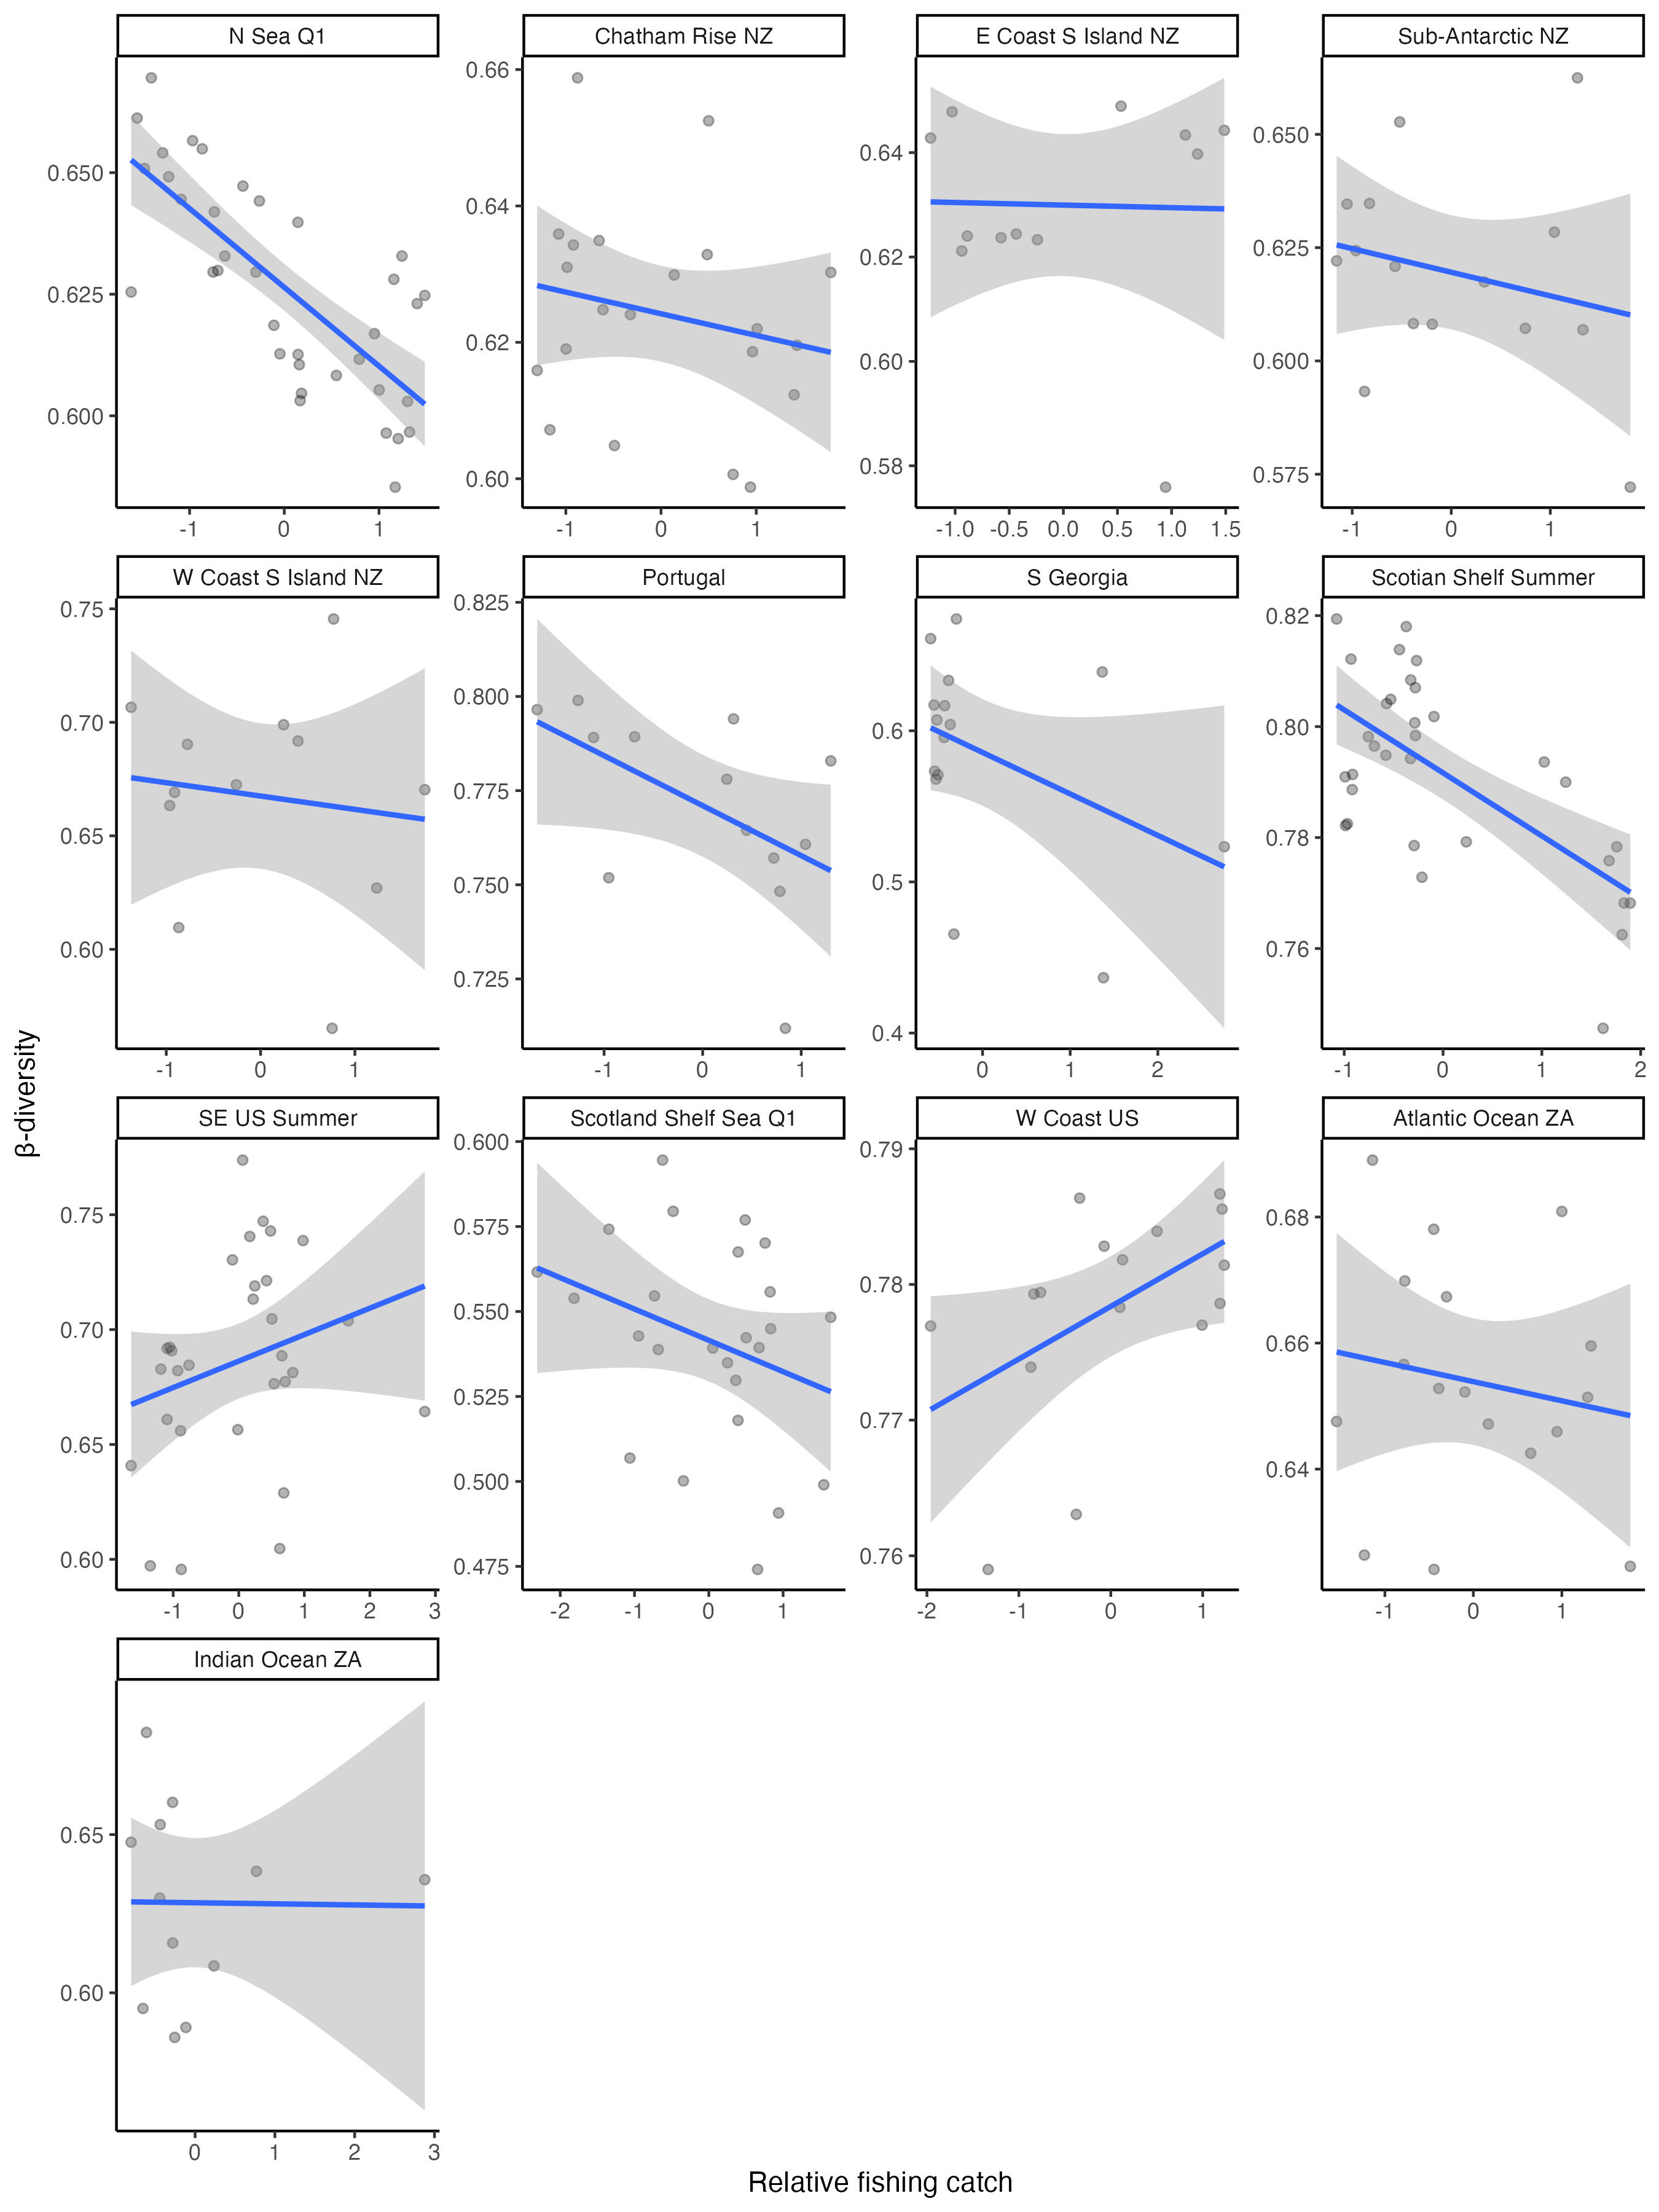 N Sea Q1 Chatham Rise NZ E Coast S Island NZ Sub-Antarctic NZ
0.650
0.625
0.600
-1 0 1
0.66
0.64
0.62
0.60
-1 0 1
0.64
0.62
0.60
0.58
-1.0 -0.5 0.0 0.5 1.0 1.5
0.650
0.625
0.600
0.575
-1 0 1
W Coast S Island NZ Portugal S Georgia Scotian Shelf Summer
0.75
0.70
0.65
0.60
-1 0 1
0.825
0.800
0.775
0.750
0.725
-1 0 1
0.6
0.5
0.4
0 1 2
0.82
0.80
0.78
0.76
-1 0 1 2
β-diversity
SE US Summer Scotland Shelf Sea Q1 W Coast US Atlantic Ocean ZA
0.75
0.70
0.65
0.60
-1 0 1 2 3
0.600
0.575
0.550
0.525
0.500
0.475
-2 -1 0 1
0.79
0.78
0.77
0.76
-2 -1 0 1
0.68
0.66
0.64
-1 0 1
Indian Ocean ZA
0.65
0.60
0 1 2 3
Relative fishing catch